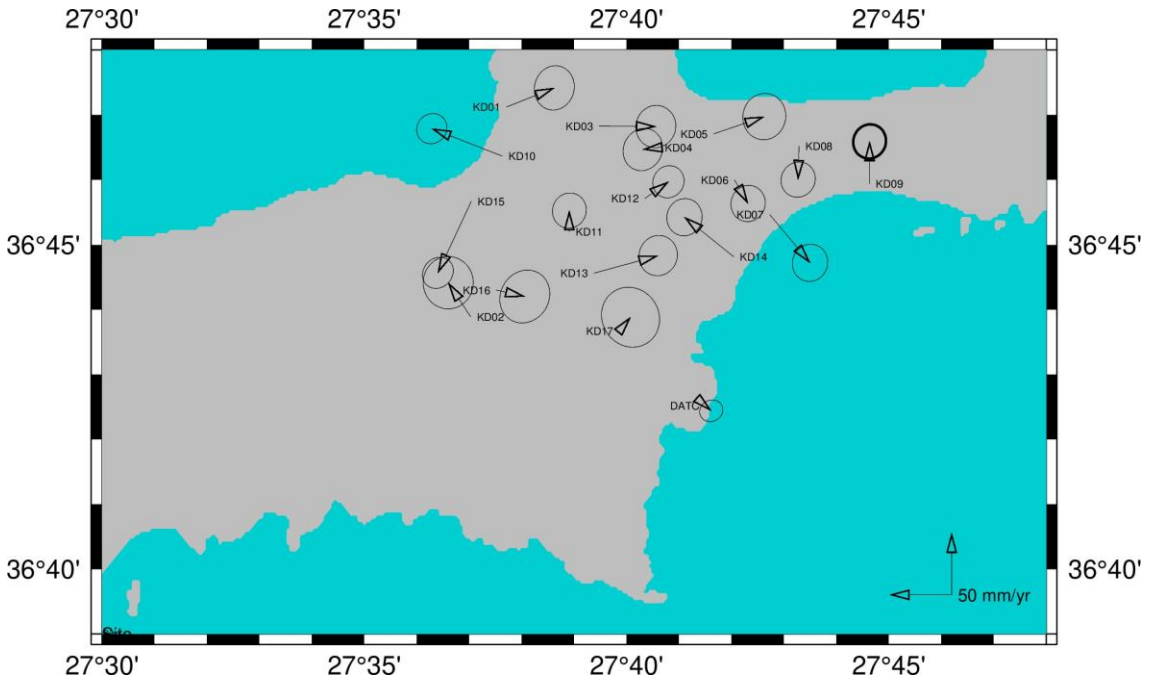 27°30' 27°35' 27°40' 27°45'
KD01
KD03
KD05
KD04
KD08
KD10
KD06
KD09
KD12
KD15
KD07
KD11
36°45' 36°45'
KD14
KD13
KD16
KD02
KD17
DATC
36°40' 36°40'
50 mm/yr
Site
27°30' 27°35' 27°40' 27°45'